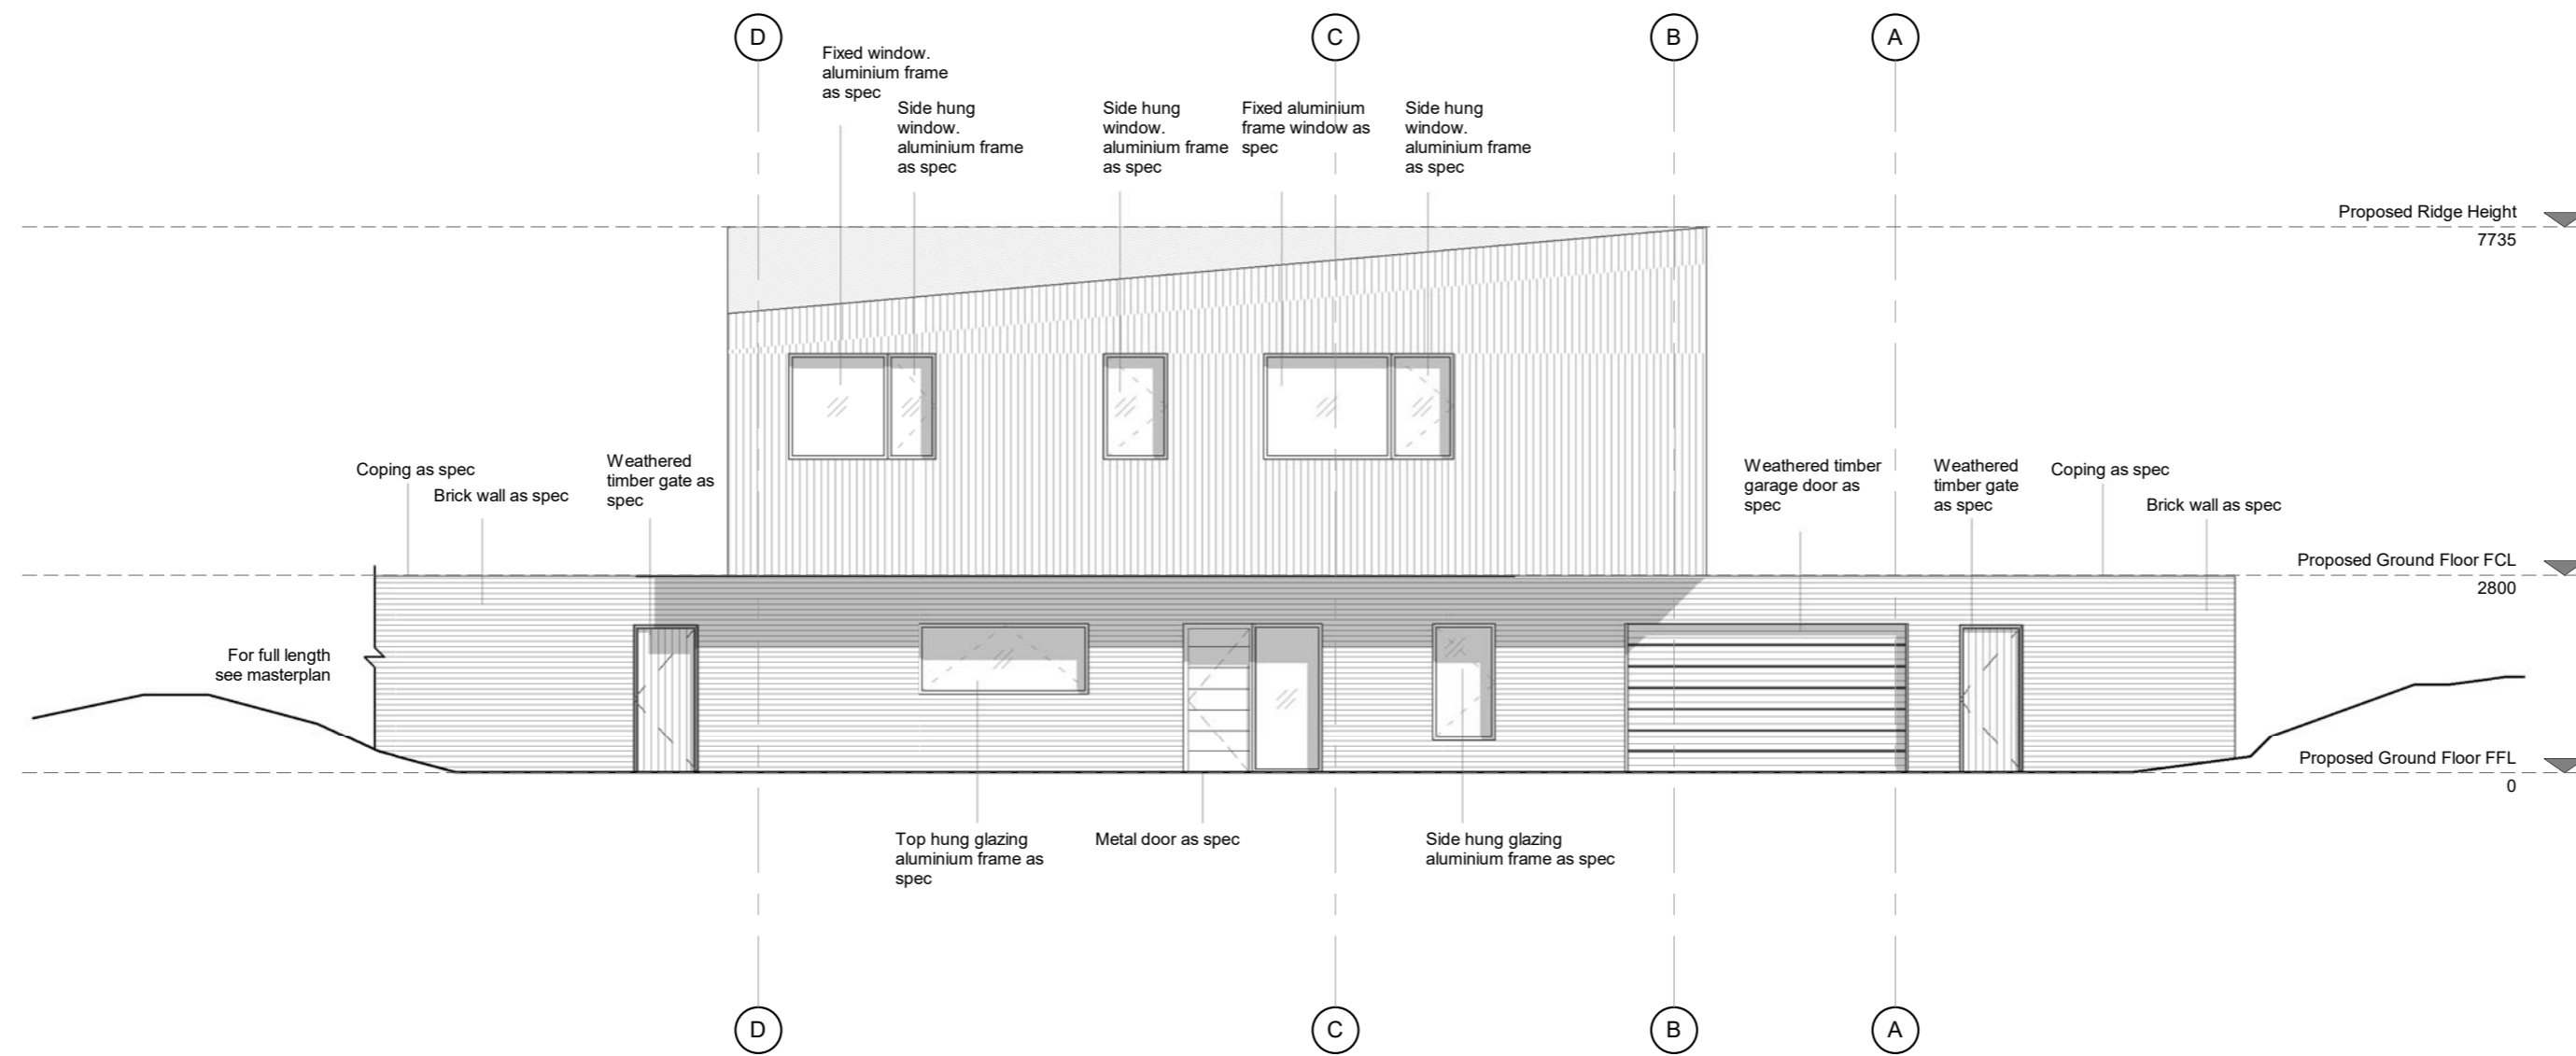 D
C
B
A
Fixed window.
aluminium frame
as spec
Side hung
window.
aluminium frame
as spec
Side hung
window.
aluminium frame
as spec
Fixed aluminium
frame window as
spec
Side hung
window.
aluminium frame
as spec
Proposed Ridge Height
7735
Coping as spec
Brick wall as spec
Weathered
timber gate as
spec
Weathered timber
garage door as
spec
Weathered
timber gate
as spec
Coping as spec
Brick wall as spec
Proposed Ground Floor FCL
2800
For full length
see masterplan
Proposed Ground Floor FFL
0
Top hung glazing
aluminium frame as
spec
Metal door as spec
Side hung glazing
aluminium frame as spec
D
C
B
A